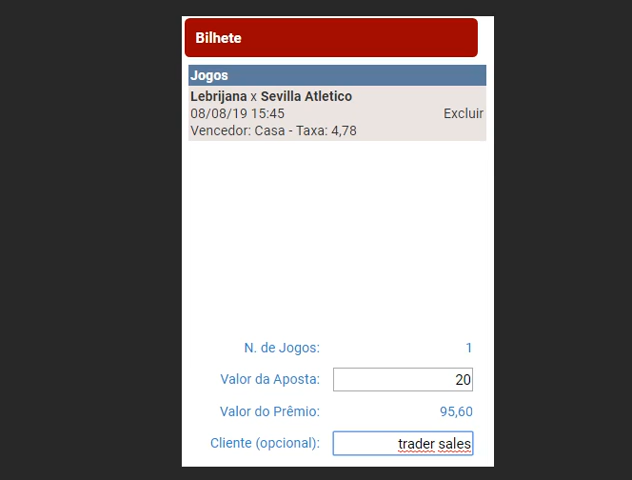 Bilhete
Jogos
Lebrijana x Sevilla Atletico
08/08/19 15:45 Excluir
Vencedor: Casa - Taxa: 4,78
N. de Jogos: 1
Valor da Aposta: 20
Valor do Prêmio: 95,60
Cliente (opcional): trader sales